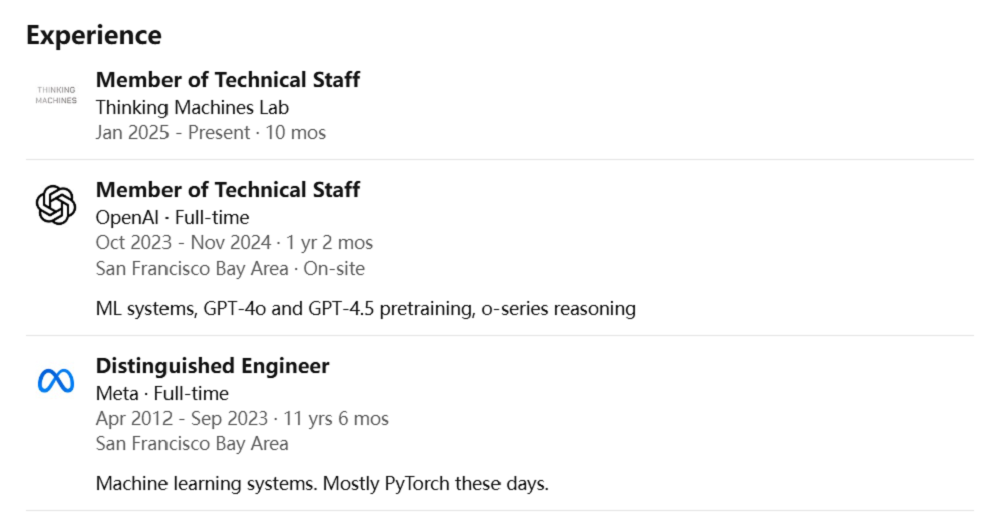 Experience
THINKING
MACHINES
Member of Technical Staff
Thinking Machines Lab
Jan 2025 - Present · 10 mos
Member of Technical Staff
OpenAI · Full-time
Oct 2023 - Nov 2024 · 1 yr 2 mos
San Francisco Bay Area · On-site
ML systems, GPT-4o and GPT-4.5 pretraining, o-series reasoning
Distinguished Engineer
Meta · Full-time
Apr 2012 - Sep 2023 · 11 yrs 6 mos
San Francisco Bay Area
Machine learning systems. Mostly PyTorch these days.